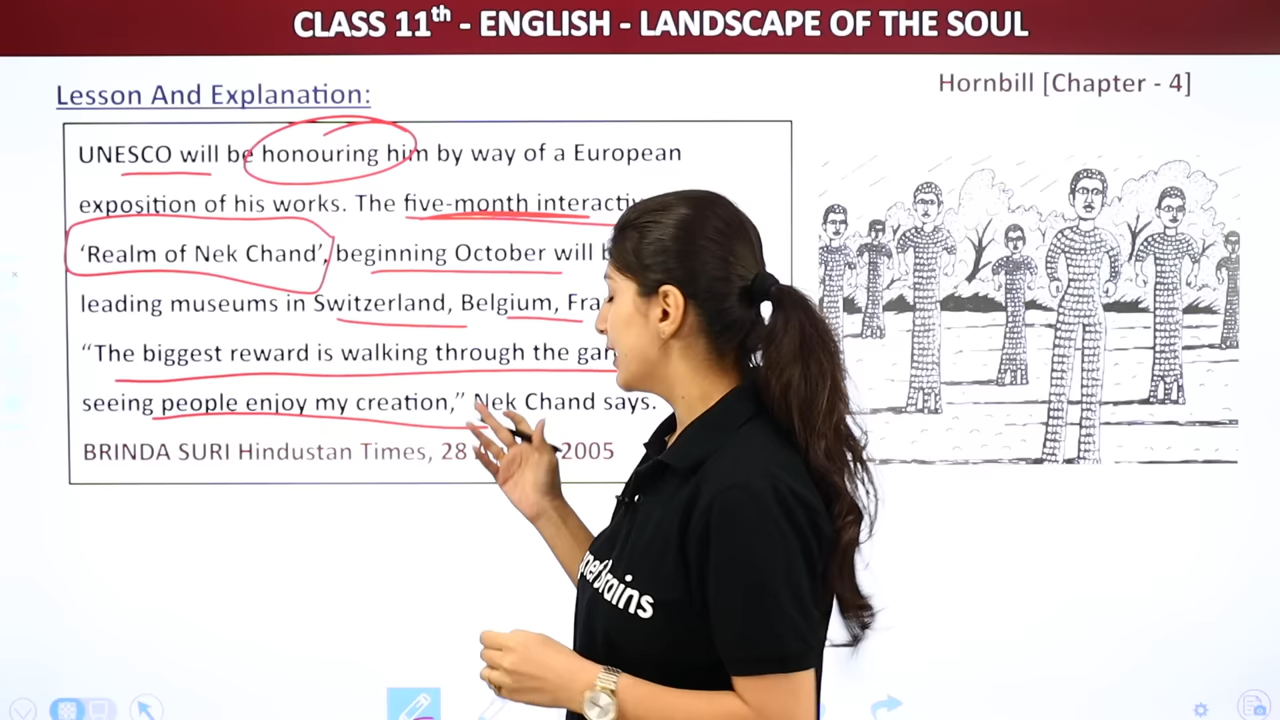 CLASS 11th - ENGLISH - LANDSCAPE OF THE SOUL
Lesson And Explanation:
Hornbill [Chapter - 4]
UNESCO will be honouring him by way of a European
exposition of his works. The five-month
‘Realm of Nek Chand’, beginning October will
leading museums in Switzerland, Belgium,
“The biggest reward is walking through the
seeing people enjoy my creation,” Nek Chand says.
BRINDA SURI Hindustan Times, 28 2005
Brains